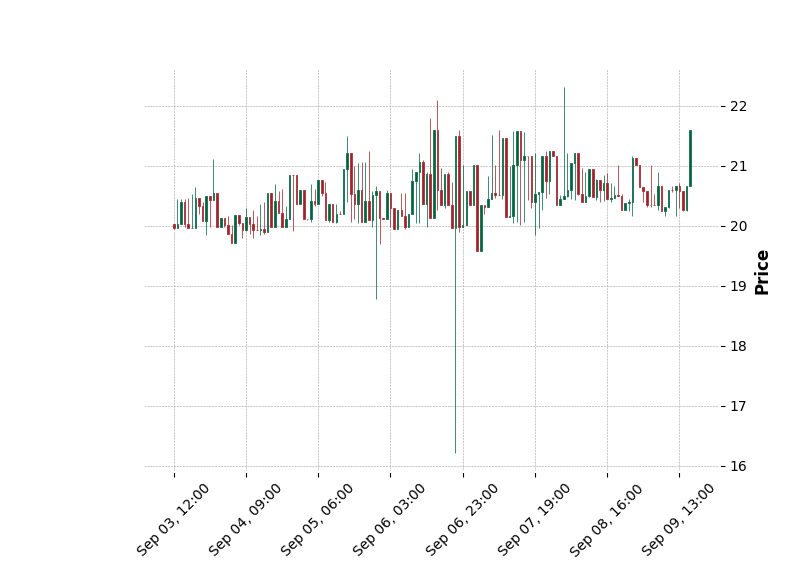 22
21
20
19
18
17
16
Price
Sep 03, 12:00
Sep 04, 09:00
Sep 05, 06:00
Sep 06, 03:00
Sep 06, 23:00
Sep 07, 19:00
Sep 08, 16:00
Sep 09, 13:00